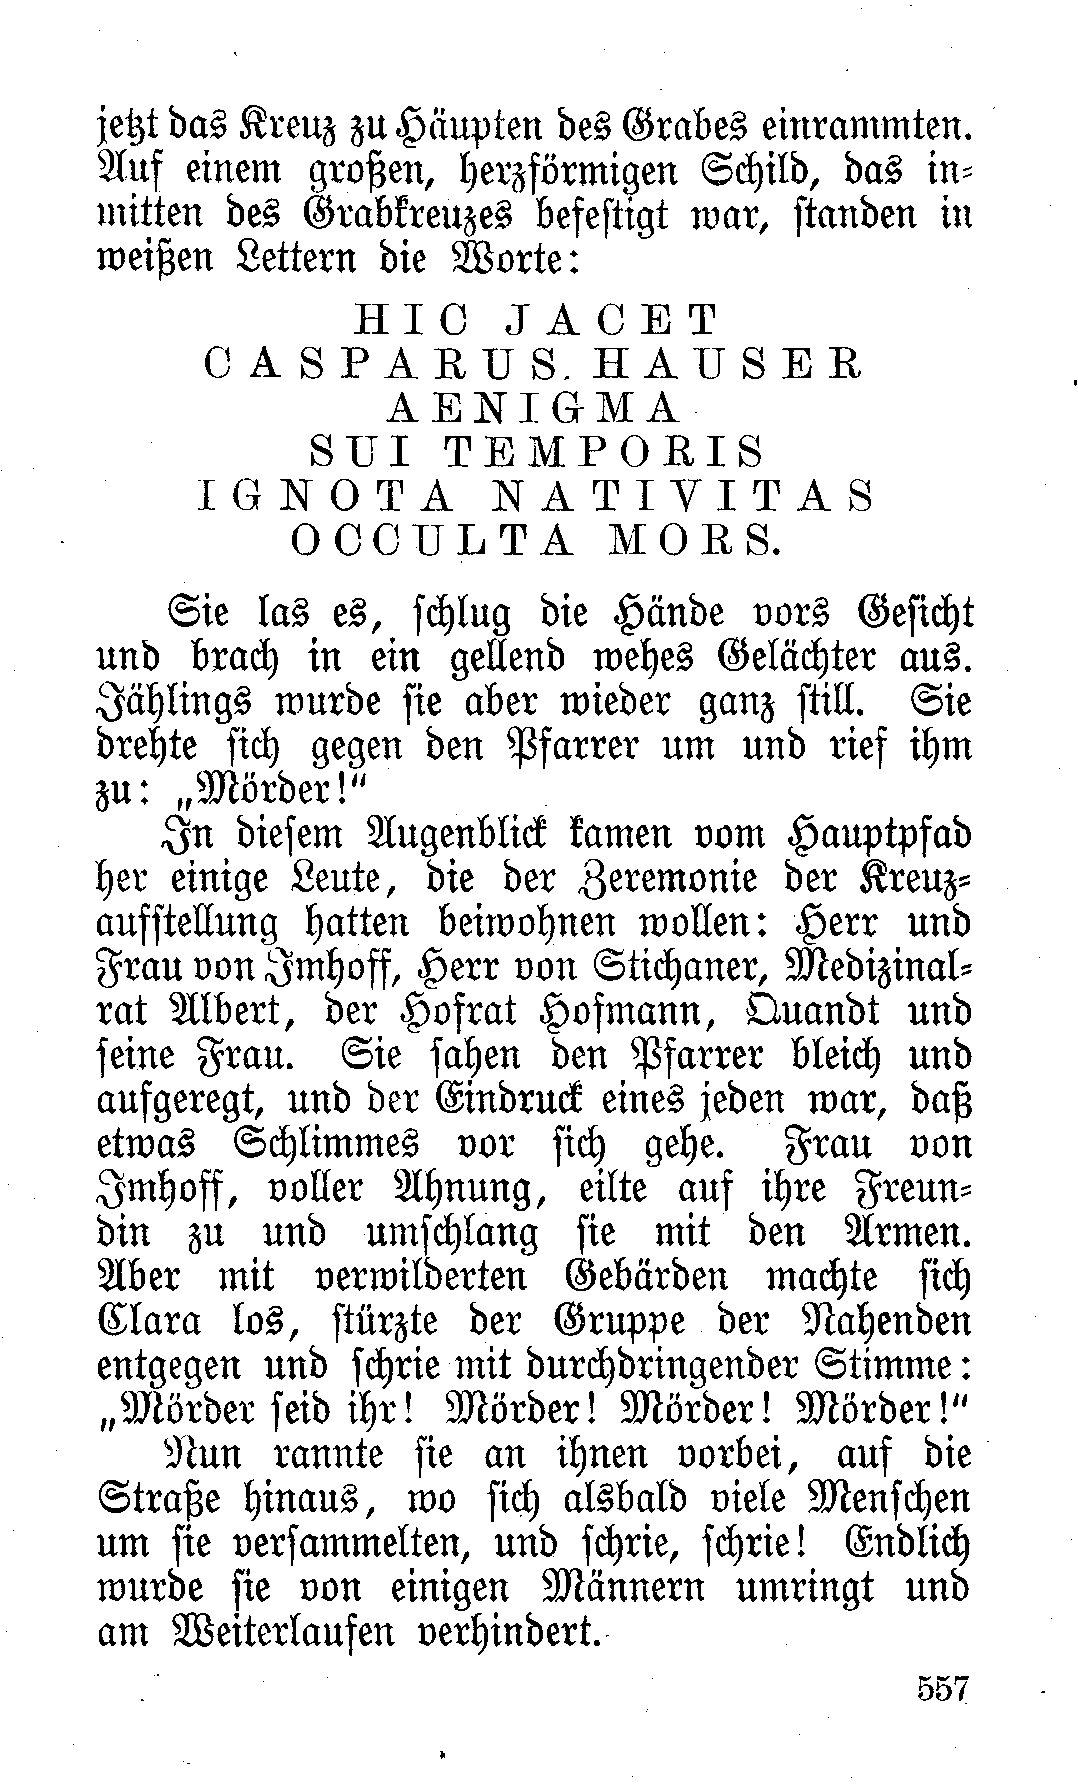 jetzt das Kreuz zu Häupten des Grabes einrammten.
Auf einem großen, herzförmigen Schild, das in-
mitten des Grabkreuzes befestigt war, standen in
weißen Lettern die Worte:
HIC JACET
CASPARUS. HAUSER
AENIGMA
SUI TEMPORIS
IGNOTA NATIVITAS
OCCULTA MORS.
Sie las es, schlug die Hände vors Gesicht
und brach in ein gellend wehes Gelächter aus.
Jählings wurde sie aber wieder ganz still. Sie
drehte sich gegen den Pfarrer um und rief ihm
zu: „Mörder!“
In diesem Augenblick kamen vom Hauptpfad
her einige Leute, die der Zeremonie der Kreuz-
aufstellung hatten beiwohnen wollen: Herr und
Frau von Imhoff, Herr von Stichaner, Medizinal-
rat Albert, der Hofrat Hofmann, Quandt und
seine Frau. Sie sahen den Pfarrer bleich und
aufgeregt, und der Eindruck eines jeden war, daß
etwas Schlimmes vor sich gehe. Frau von
Imhoff, voller Ahnung, eilte auf ihre Freun-
din zu und umschlang sie mit den Armen.
Aber mit verwilderten Gebärden machte sich
Clara los, stürzte der Gruppe der Nahenden
entgegen und schrie mit durchdringender Stimme:
„Mörder seid ihr! Mörder! Mörder! Mörder!“
Nun rannte sie an ihnen vorbei, auf die
Straße hinaus, wo sich alsbald viele Menschen
um sie versammelten, und schrie, schrie! Endlich
wurde sie von einigen Männern umringt und
am Weiterlaufen verhindert.
557